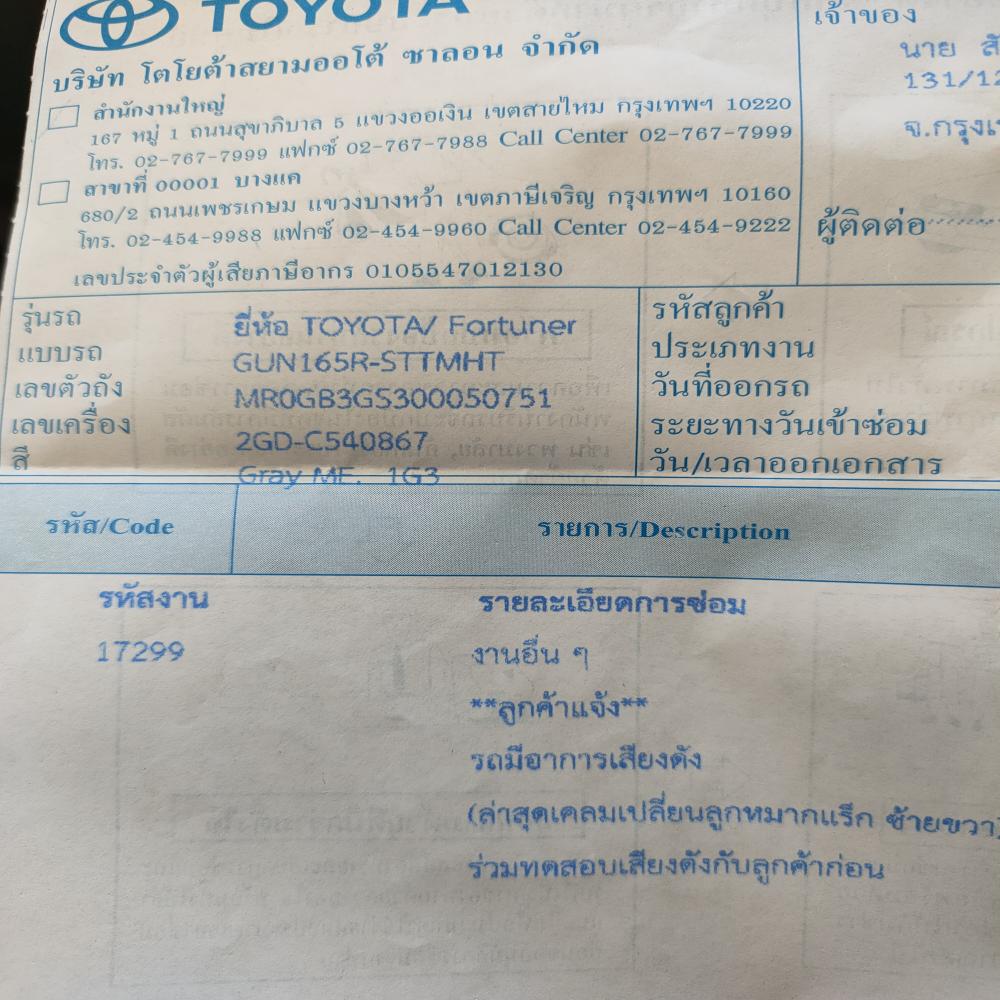 TOYOTA
บริษัท โตโยต้าสยามออโต้ ซาลอน จำกัด
สำนักงานใหญ่
167 หมู่ 1 ถนนสุขาภิบาล 5 แขวงออเงิน เขตสายไหม กรุงเทพฯ 10220
โทร. 02-767-7999 แฟกซ์ 02-767-7988 Call Center 02-767-7999
สาขาที่ 00001 บางแค
680/2 ถนนเพชรเกษม แขวงบางหว้า เขตภาษีเจริญ กรุงเทพฯ 10160
โทร. 02-454-9988 แฟกซ์ 02-454-9960 Call Center 02-454-9222
เลขประจำตัวผู้เสียภาษีอากร 0105547012130
เจ้าของ
นาย
131/12
จ.กรุงเ
ผู้ติดต่อ
รุ่นรถ ยี่ห้อ TOYOTA/ Fortuner
แบบรถ GUN165R-STTMHT
เลขตัวถัง MR0GB3GS300050751
เลขเครื่อง 2GD-C540867
สี Gray ME. 1G3
รหัสลูกค้า
ประเภทงาน
วันที่ออกรถ
ระยะทางวันเข้าซ่อม
วัน/เวลาออกเอกสาร
รหัส/Code รายการ/Description
รหัสงาน รายละเอียดการซ่อม
17299 งานอื่น ๆ
**ลูกค้าแจ้ง**
รถมีอาการเสียงดัง
(ล่าสุดเคลมเปลี่ยนลูกหมากแร็ก ซ้ายขวา)
ร่วมทดสอบเสียงดังกับลูกค้าก่อน